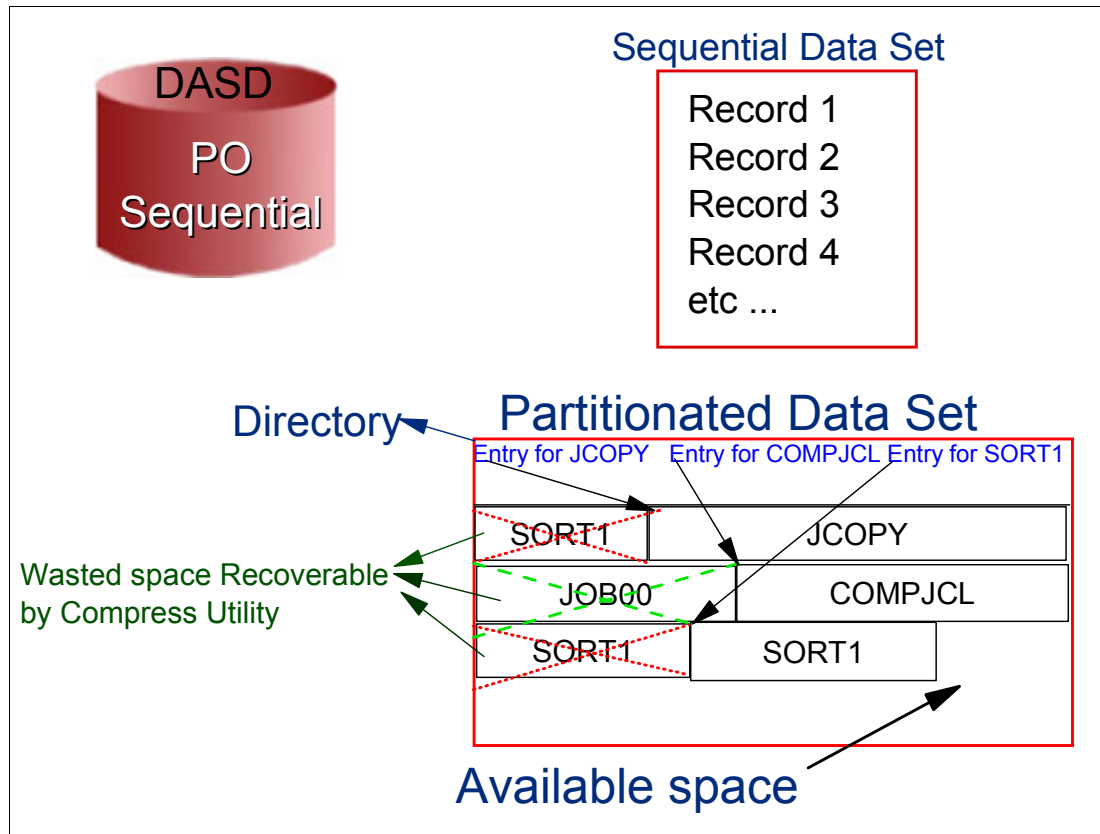 DASD
PO
Sequential
Sequential Data Set
Record 1
Record 2
Record 3
Record 4
etc ...
Partitionated Data Set
Directory
Entry for JCOPY Entry for COMPJCL Entry for SORT1
SORT1 JCOPY
JOB00 COMPJCL
SORT1 SORT1
Wasted space Recoverable
by Compress Utility
Available space